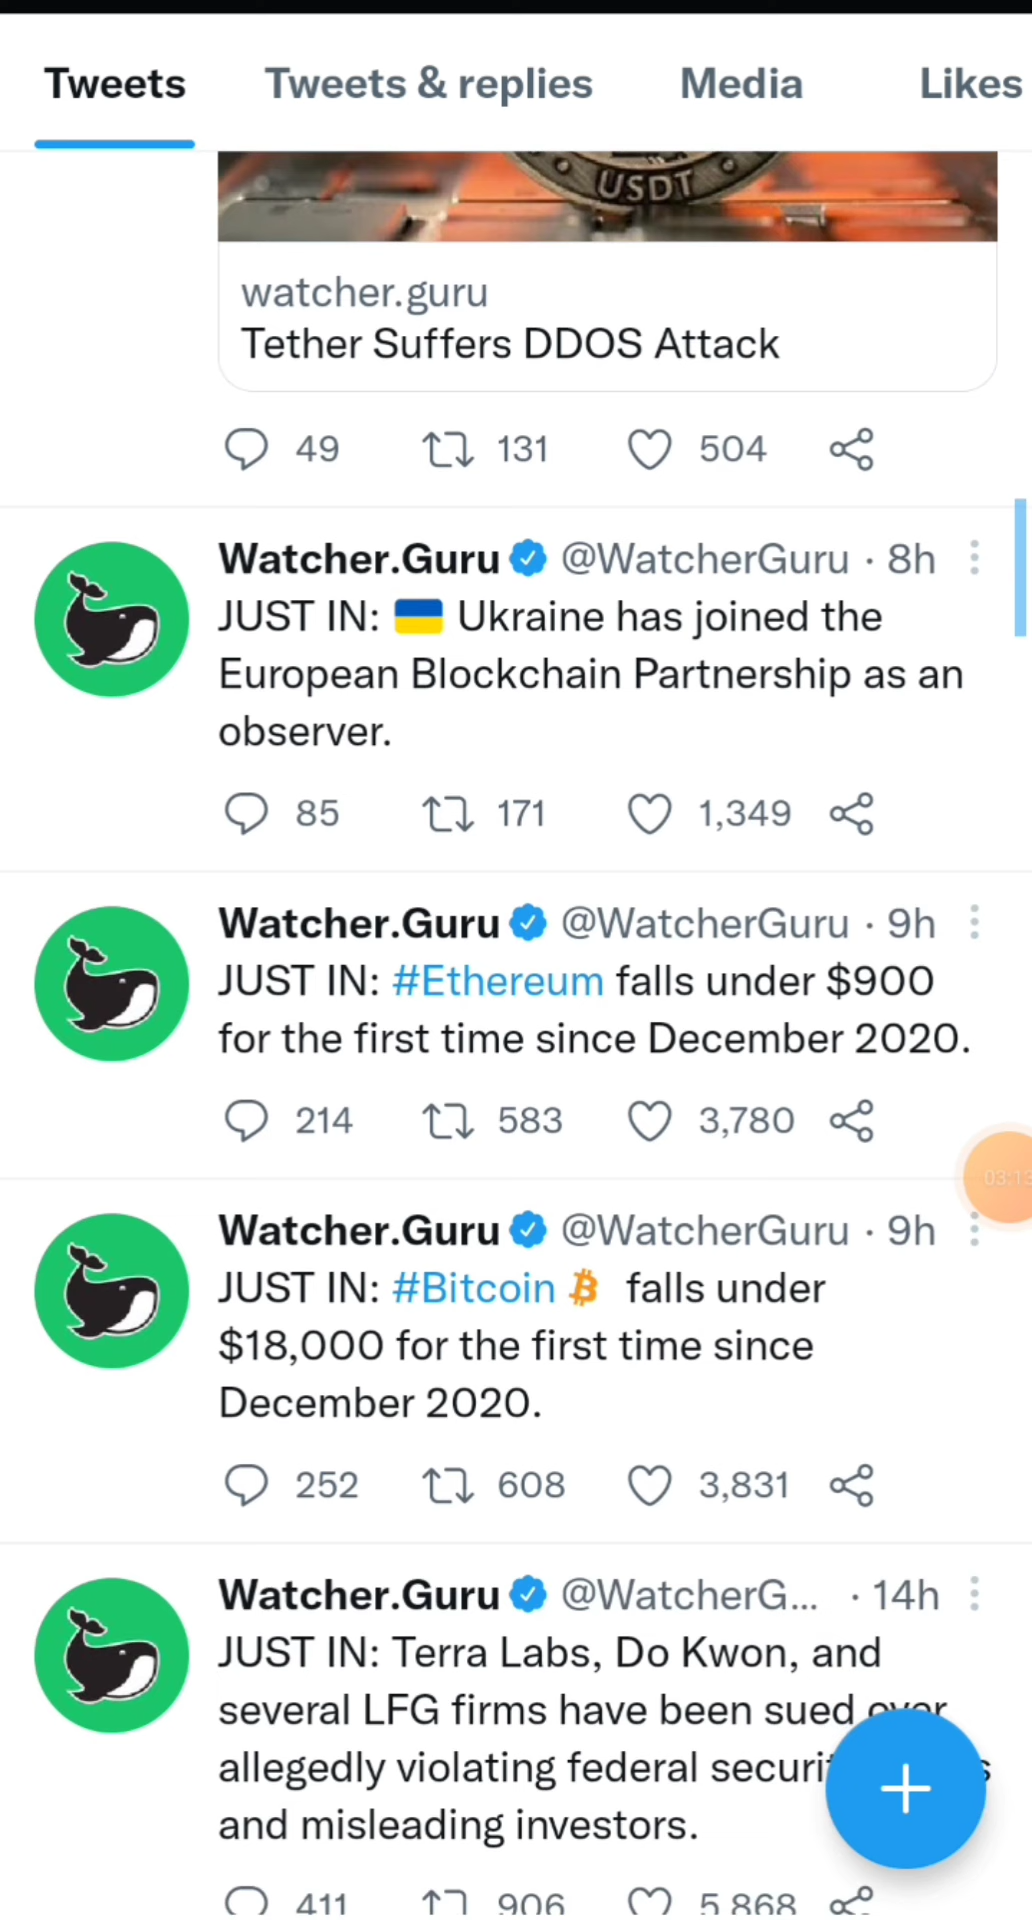 Tweets Tweets & replies Media Likes
USDT
watcher.guru
Tether Suffers DDOS Attack
49 131 504
Watcher.Guru @WatcherGuru · 8h
JUST IN: 🇺🇦 Ukraine has joined the
European Blockchain Partnership as an
observer.
85 171 1,349
Watcher.Guru @WatcherGuru · 9h
JUST IN: #Ethereum falls under $900
for the first time since December 2020.
214 583 3,780
03:13
Watcher.Guru @WatcherGuru · 9h
JUST IN: #Bitcoin ₿ falls under
$18,000 for the first time since
December 2020.
252 608 3,831
Watcher.Guru @WatcherG... · 14h
JUST IN: Terra Labs, Do Kwon, and
several LFG firms have been sued over
allegedly violating federal
and misleading investors.
411 906 5,868